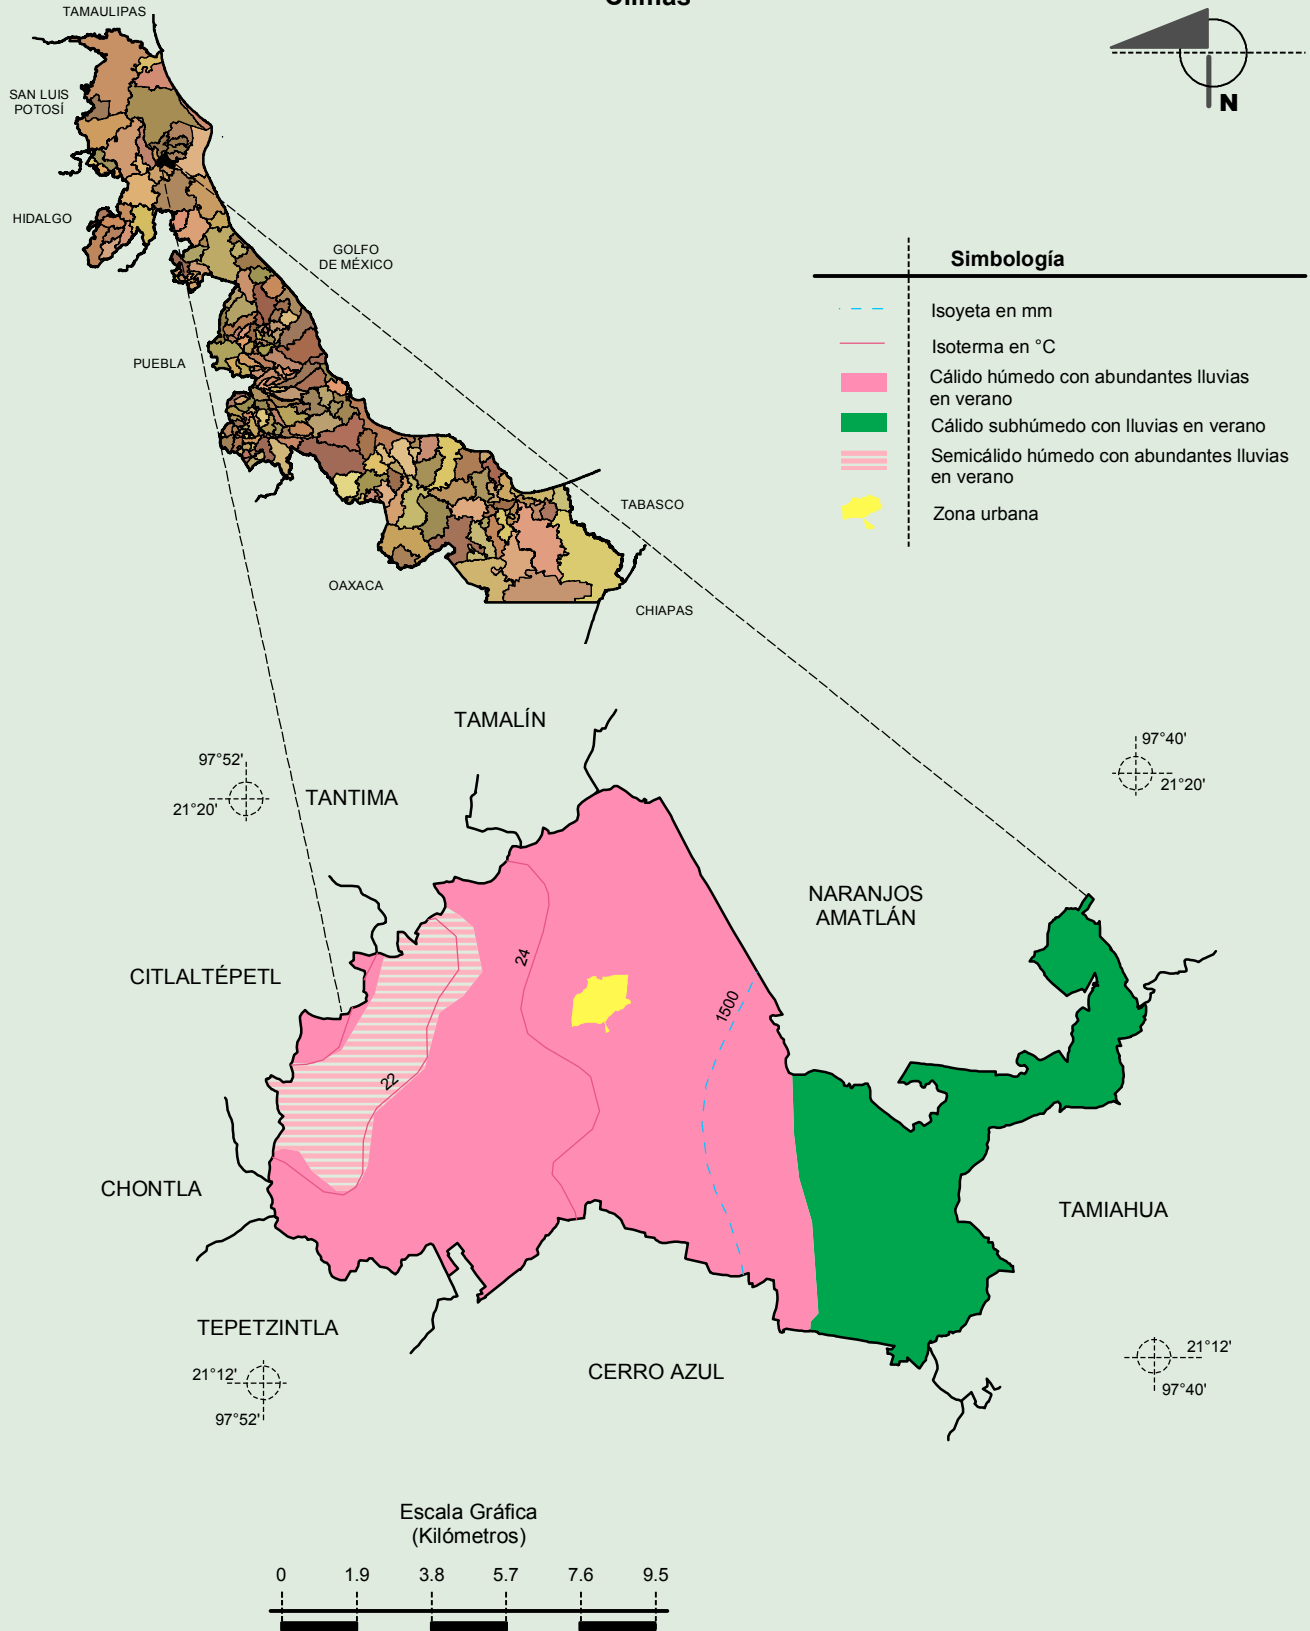 Climas
TAMAULIPAS
SAN LUIS
POTOSÍ
HIDALGO
GOLFO
DE MÉXICO
PUEBLA
OAXACA
TABASCO
CHIAPAS
N
Simbología
Isoyeta en mm
Isoterma en °C
Cálido húmedo con abundantes lluvias
en verano
Cálido subhúmedo con lluvias en verano
Semicálido húmedo con abundantes lluvias
en verano
Zona urbana
TAMALÍN
97°52'
21°20'
TANTIMA
97°40'
21°20'
NARANJOS
AMATLÁN
CITLALTÉPETL
24
1500
22
CHONTLA
TAMIAHUA
TEPETZINTLA
CERRO AZUL
21°12'
97°52'
21°12'
97°40'
Escala Gráfica
(Kilómetros)
0 1.9 3.8 5.7 7.6 9.5